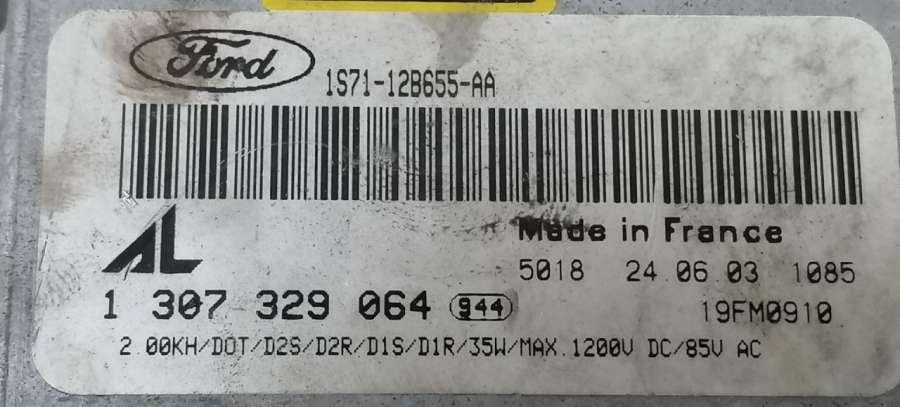 Ford
1S71-12B655-AA
Made in France
AL
5018 24.06.03 1085
1 307 329 064 944 19FM0910
2.00KH/DOT/D2S/D2R/D1S/D1R/35W/MAX.1200V DC/85V AC